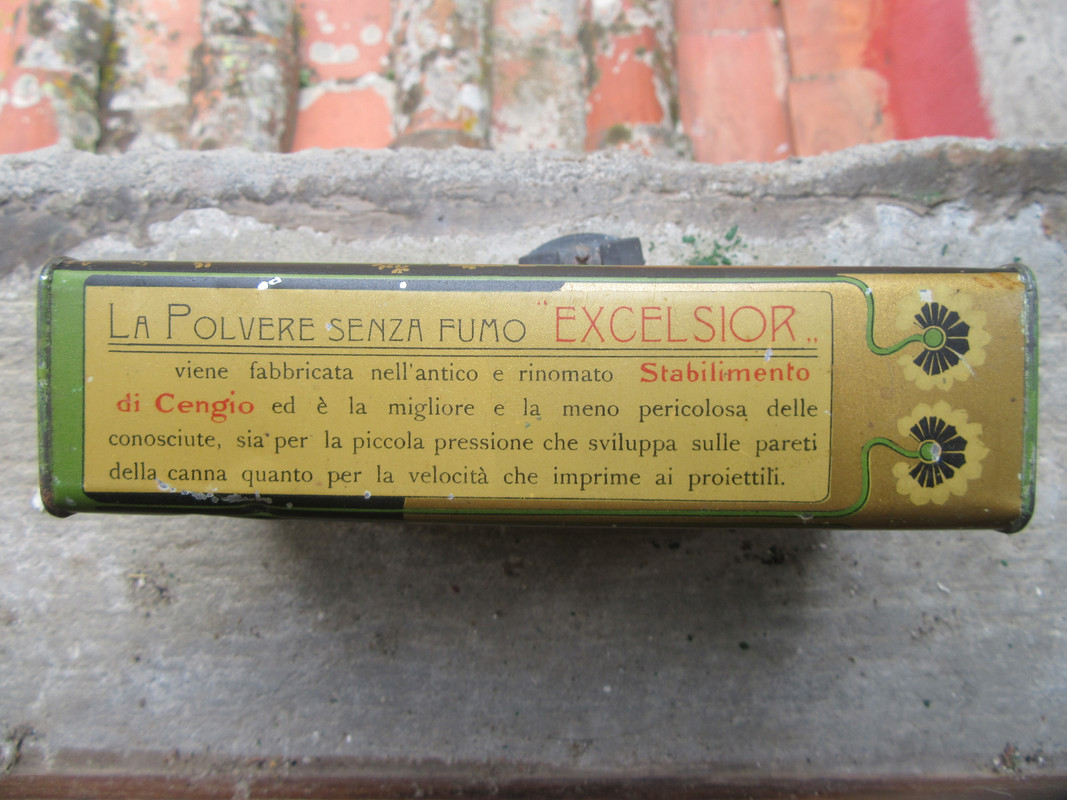 La Polvere senza fumo "EXCELSIOR„
viene fabbricata nell'antico e rinomato Stabilimento
di Cengio ed è la migliore e la meno pericolosa delle
conosciute, sia per la piccola pressione che sviluppa sulle pareti
della canna quanto per la velocità che imprime ai proiettili.